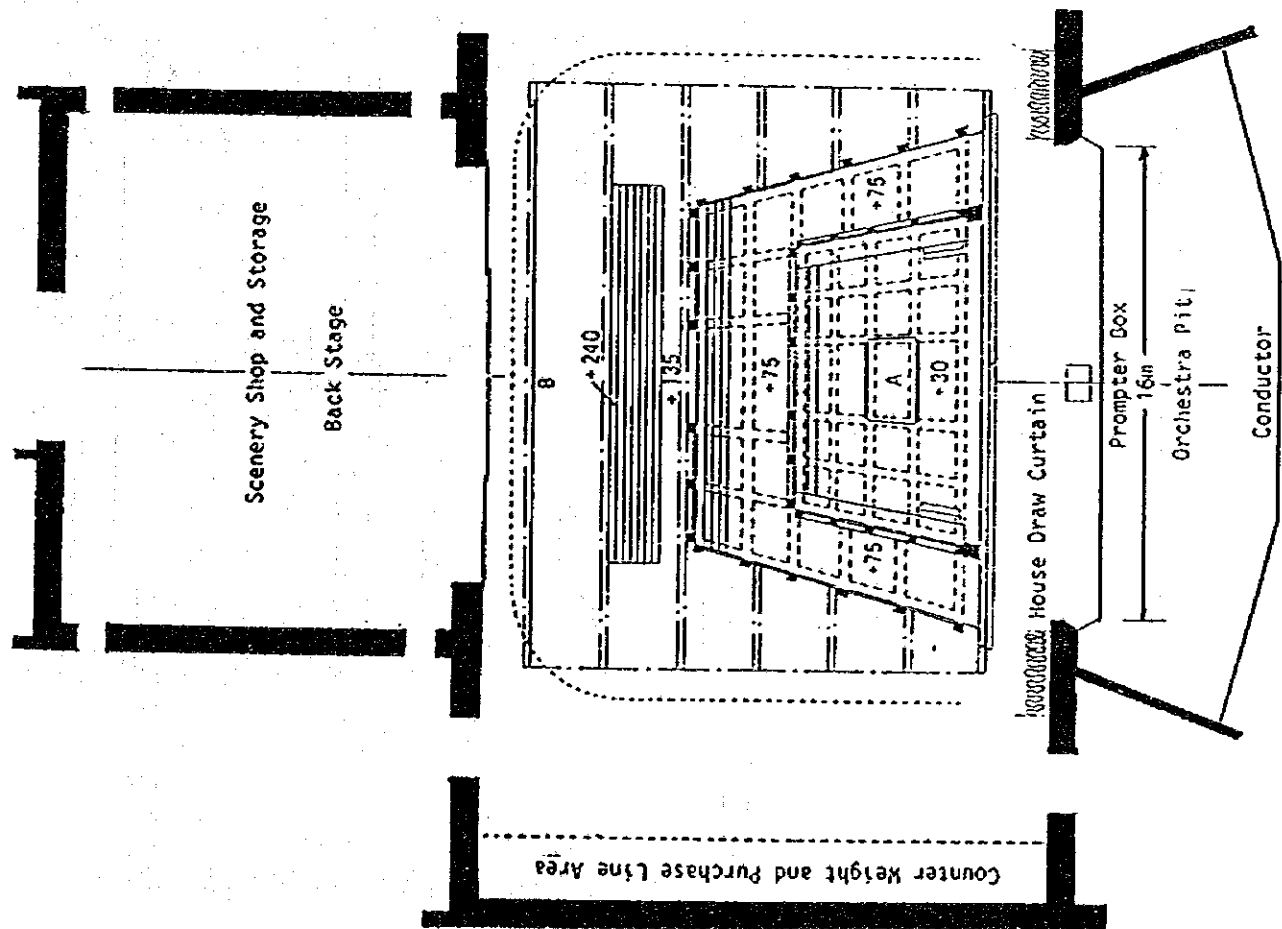 Scenery Shop and Storage
Back Stage
B
+240
+135
+75
+75
+75
A
+30
House Draw Curtain
Prompter Box
16m
Orchestra Pit
Conductor
Counter Weight and Purchase Line Area